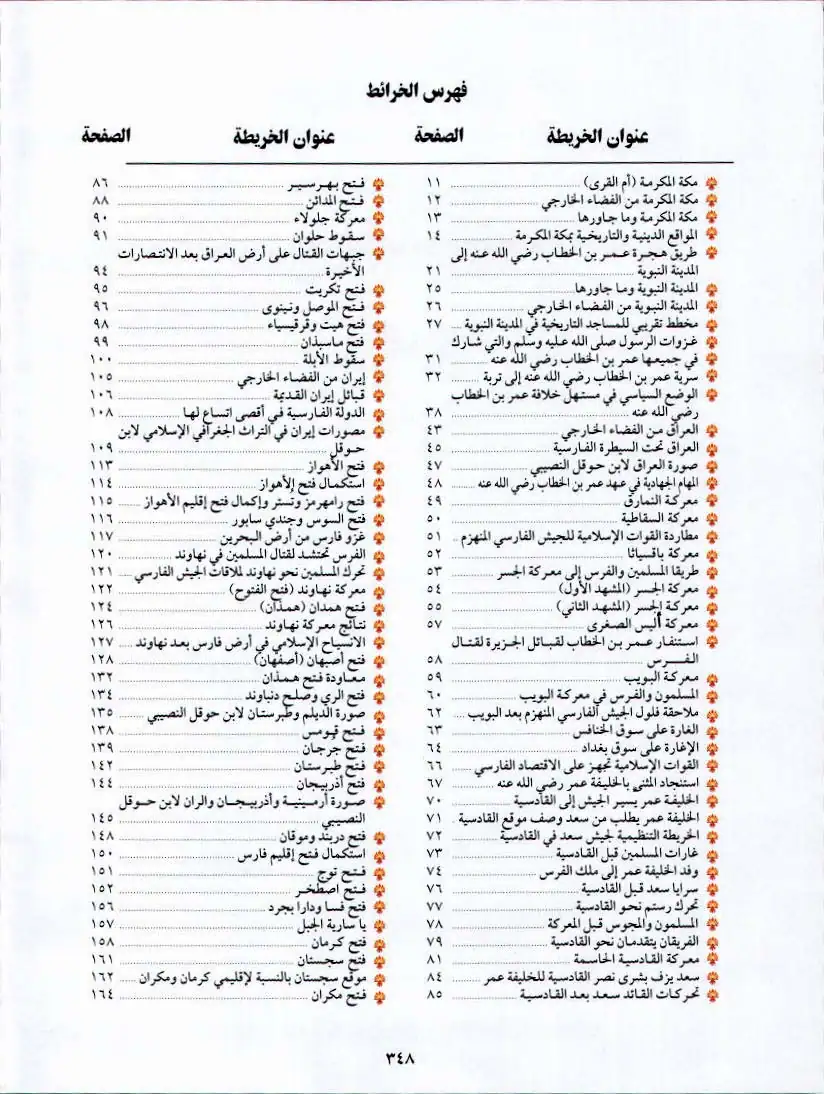 فهرس الخرائط
عنوان الخريطة الصفحة
مكة المكرمة (أم القرى) ١١
مكة المكرمة من الفضاء الخارجي ١٢
مكة المكرمة وما جاورها ١٣
المواقع الدينية والتاريخية بمكة المكرمة ١٤
طريق هجرة عمر بن الخطاب رضي الله عنه إلى
المدينة النبوية ٢١
المدينة النبوية وما جاورها ٢٥
المدينة النبوية من الفضاء الخارجي ٢٦
مخطط تقريبي للمساجد التاريخية في المدينة النبوية ٢٧
غزوات الرسول صلى الله عليه وسلم والتي شارك
في جميعها عمر بن الخطاب رضي الله عنه ٣١
سرية عمر بن الخطاب رضي الله عنه إلى تربة ٣٢
الوضع السياسي في مستهل خلافة عمر بن الخطاب
رضي الله عنه ٣٨
العراق من الفضاء الخارجي ٤٣
العراق تحت السيطرة الفارسية ٤٥
صورة العراق لابن حوقل النصيبي ٤٧
المهام الجهادية في عهد عمر بن الخطاب رضي الله عنه ٤٨
معركة النمارق ٤٩
معركة السقاطية ٥٠
مطاردة القوات الإسلامية للجيش الفارسي المنهزم ٥١
معركة باقسياثا ٥٢
طريقا المسلمين والفرس إلى معركة الجسر ٥٣
معركة الجسر (المشهد الأول) ٥٤
معركة الجسر (المشهد الثاني) ٥٥
معركة أليس الصغرى ٥٧
استنفار عمر بن الخطاب لقبائل الجزيرة لقتال
الفرس ٥٨
معركة البويب ٥٩
المسلمون والفرس في معركة البويب ٦٠
ملاحقة فلول الجيش الفارسي المنهزم بعد البويب ٦٢
الغارة على سوق الخنافس ٦٣
الإغارة على سوق بغداد ٦٤
القوات الإسلامية تجهز على الاقتصاد الفارسي ٦٦
استنجاد المثنى بالخليفة عمر رضي الله عنه ٦٧
الخليفة عمر يسير الجيش إلى القادسية ٧٠
الخليفة عمر يطلب من سعد وصف موقع القادسية ٧١
الخريطة التنظيمية لجيش سعد في القادسية ٧٢
غارات المسلمين قبل القادسية ٧٣
وفد الخليفة عمر إلى ملك الفرس ٧٤
سرايا سعد قبل القادسية ٧٦
تحرك رستم نحو القادسية ٧٧
المسلمون والمجوس قبل المعركة ٧٨
الفريقان يتقدمان نحو القادسية ٧٩
معركة القادسية الحاسمة ٨١
سعد يزف بشرى نصر القادسية للخليفة عمر ٨٤
تحركات القائد سعد بعد القادسية ٨٥
عنوان الخريطة الصفحة
فتح بهرسير ٨٦
فتح المدائن ٨٨
معركة جلولاء ٩٠
سقوط حلوان ٩١
جبهات القتال على أرض العراق بعد الانتصارات
الأخيرة ٩٤
فتح تكريت ٩٥
فتح الموصل ونينوى ٩٦
فتح هيت وقرقيسياء ٩٨
فتح ماسبذان ٩٩
سقوط الأبلة ١٠٠
إيران من الفضاء الخارجي ١٠٥
قبائل إيران القديمة ١٠٦
الدولة الفارسية في أقصى اتساع لها ١٠٨
مصورات إيران في التراث الجغرافي الإسلامي لابن
حوقل ١٠٩
فتح الأهواز ١١٣
استكمال فتح الأهواز ١١٤
فتح رامهرمز وتستر وإكمال فتح إقليم الأهواز ١١٥
فتح السوس وجندي سابور ١١٦
غزو فارس من أرض البحرين ١١٧
الفرس تحتشد لقتال المسلمين في نهاوند ١٢٠
تحرك المسلمين نحو نهاوند لملاقات الجيش الفارسي ١٢١
معركة نهاوند (فتح الفتوح) ١٢٢
فتح همدان (همذان) ١٢٤
نتائج معركة نهاوند ١٢٦
الانسياح الإسلامي في أرض فارس بعد نهاوند ١٢٧
فتح أصبهان (أصفهان) ١٢٨
معاودة فتح همذان ١٣٢
فتح الري وصلح دنباوند ١٣٤
صورة الديلم وطبرستان لابن حوقل النصيبي ١٣٥
فتح قومس ١٣٨
فتح جرجان ١٣٩
فتح طبرستان ١٤٢
فتح أذربيجان ١٤٤
صورة أرمينية وأذربيجان والران لابن حوقل
النصيبي ١٤٥
فتح دربند وموقان ١٤٨
استكمال فتح إقليم فارس ١٥٠
فتح توج ١٥١
فتح اصطخر ١٥٢
فتح فسا ودارا بجرد ١٥٦
يا سارية الجبل ١٥٧
فتح كرمان ١٥٨
فتح سجستان ١٦١
موقع سجستان بالنسبة لإقليمي كرمان ومكران ١٦٢
فتح مكران ١٦٤
٣٤٨